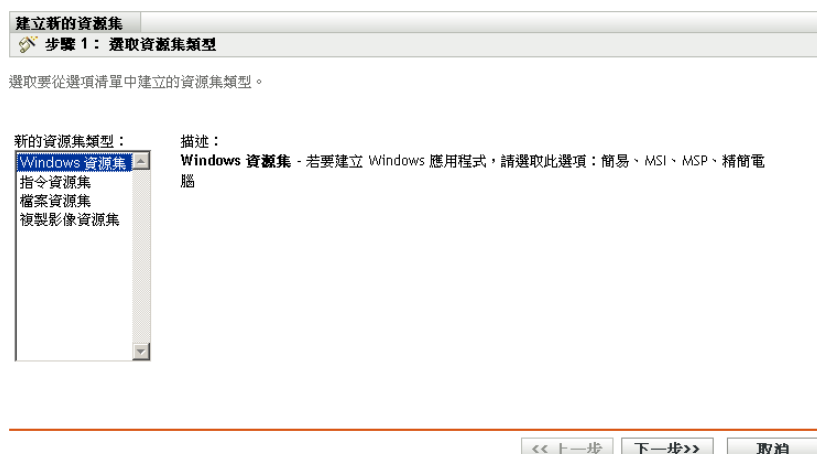 建立新的資源集
步驟 1： 選取資源集類型
選取要從選項清單中建立的資源集類型。
新的資源集類型：
Windows 資源集
指令資源集
檔案資源集
複製影像資源集
描述：
Windows 資源集 - 若要建立 Windows 應用程式，請選取此選項：簡易、MSI、MSP、精簡電
腦
<< 上一步
下一步>>
取消